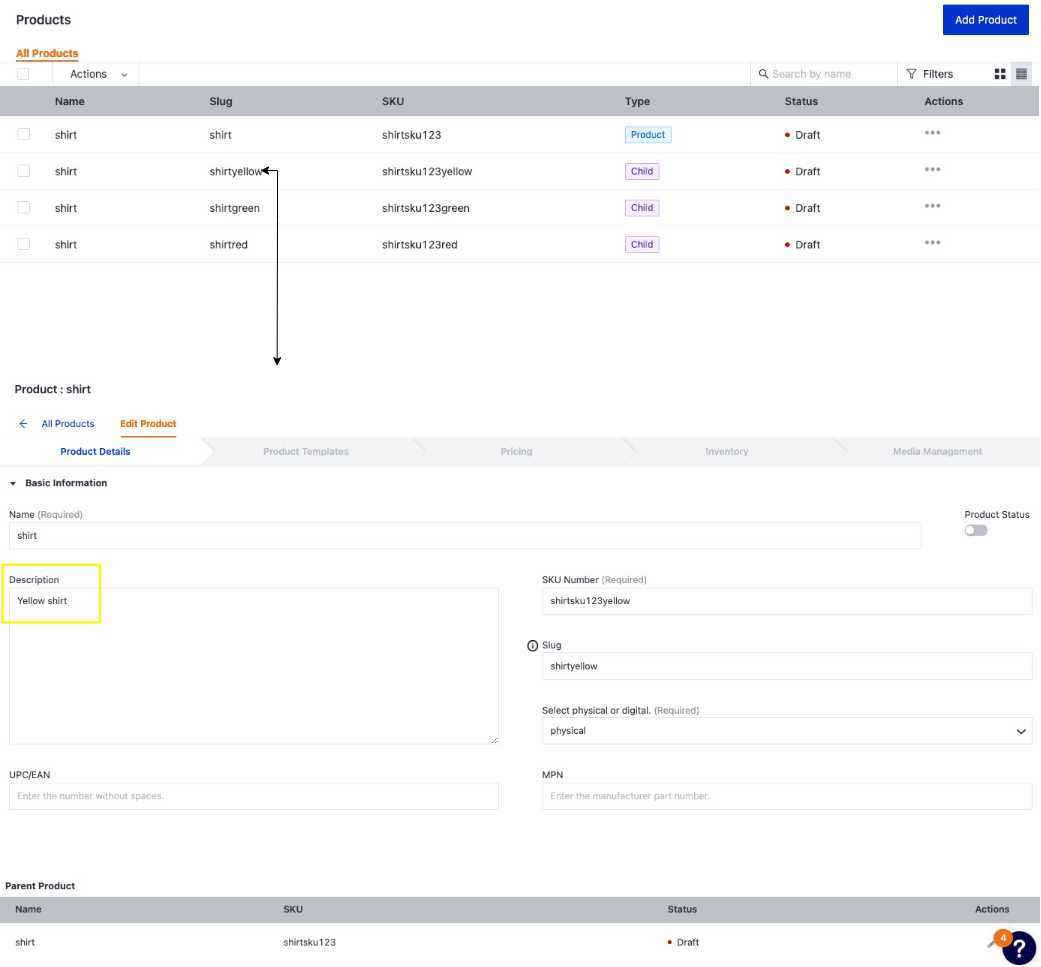 Products
Add Product
All Products
Actions
Search by name
Filters
Name Slug SKU Type Status Actions
shirt shirt shirtsku123 Product Draft
shirt shirtyellow shirtsku123yellow Child Draft
shirt shirtgreen shirtsku123green Child Draft
shirt shirtred shirtsku123red Child Draft
Product : shirt
All Products Edit Product
Product Details Product Templates Pricing Inventory Media Management
Basic Information
Name (Required)
Product Status
shirt
Description
Yellow shirt
SKU Number (Required)
shirtsku123yellow
Slug
shirtyellow
Select physical or digital. (Required)
physical
UPC/EAN
Enter the number without spaces.
MPN
Enter the manufacturer part number.
Parent Product
Name SKU Status Actions
shirt shirtsku123 Draft
4
?